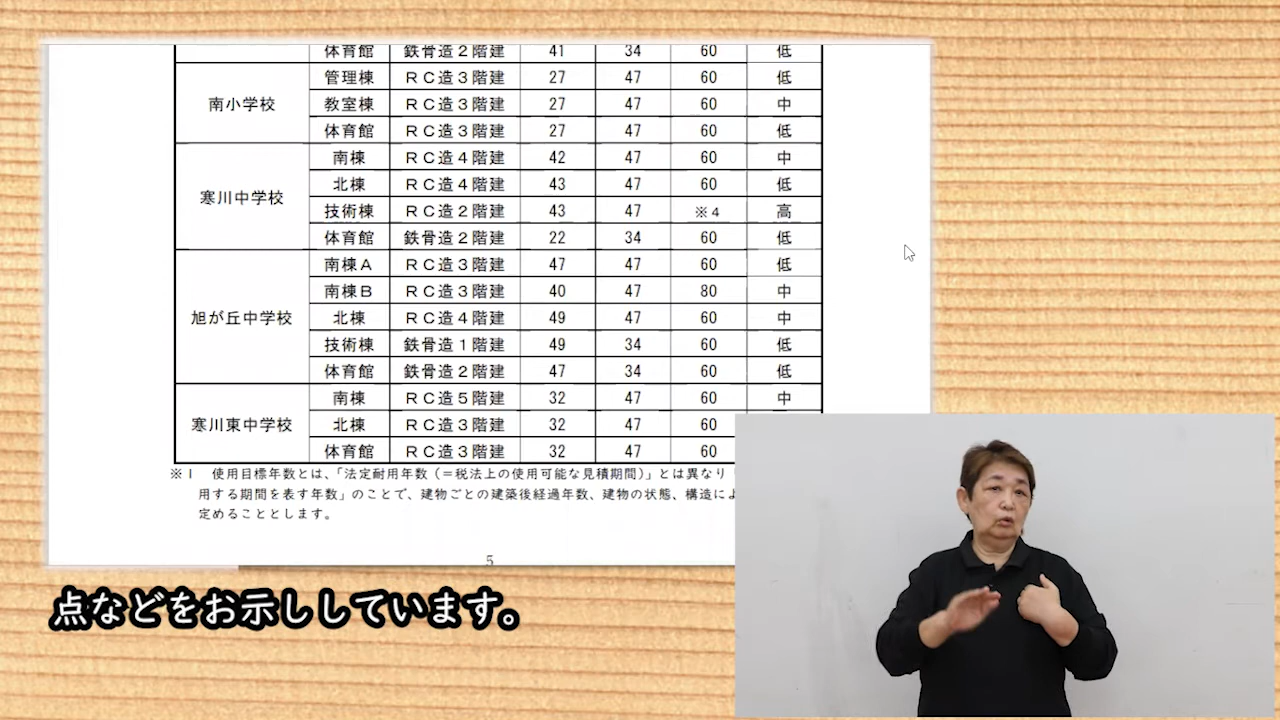 体育館 鉄骨造２階建 41 34 60 低
管理棟 ＲＣ造３階建 27 47 60 低
南小学校 教室棟 ＲＣ造３階建 27 47 60 中
体育館 ＲＣ造３階建 27 47 60 低
南棟 ＲＣ造４階建 42 47 60 中
寒川中学校 北棟 ＲＣ造４階建 43 47 60 低
技術棟 ＲＣ造２階建 43 47 ※４ 高
体育館 鉄骨造２階建 22 34 60 低
南棟Ａ ＲＣ造３階建 47 47 60 低
南棟Ｂ ＲＣ造３階建 40 47 80 中
旭が丘中学校 北棟 ＲＣ造４階建 49 47 60 中
技術棟 鉄骨造１階建 49 34 60 低
体育館 鉄骨造２階建 47 34 60 低
南棟 ＲＣ造５階建 32 47 60 中
寒川東中学校 北棟 ＲＣ造３階建 32 47 60
体育館 ＲＣ造３階建 32 47 60
※１ 使用目標年数とは、「法定耐用年数（＝税法上の使用可能な見積期間）」とは異なり
用する期間を表す年数」のことで、建物ごとの建築後経過年数、建物の状態、構造によ
定めることとします。
5
点などをお示ししています。